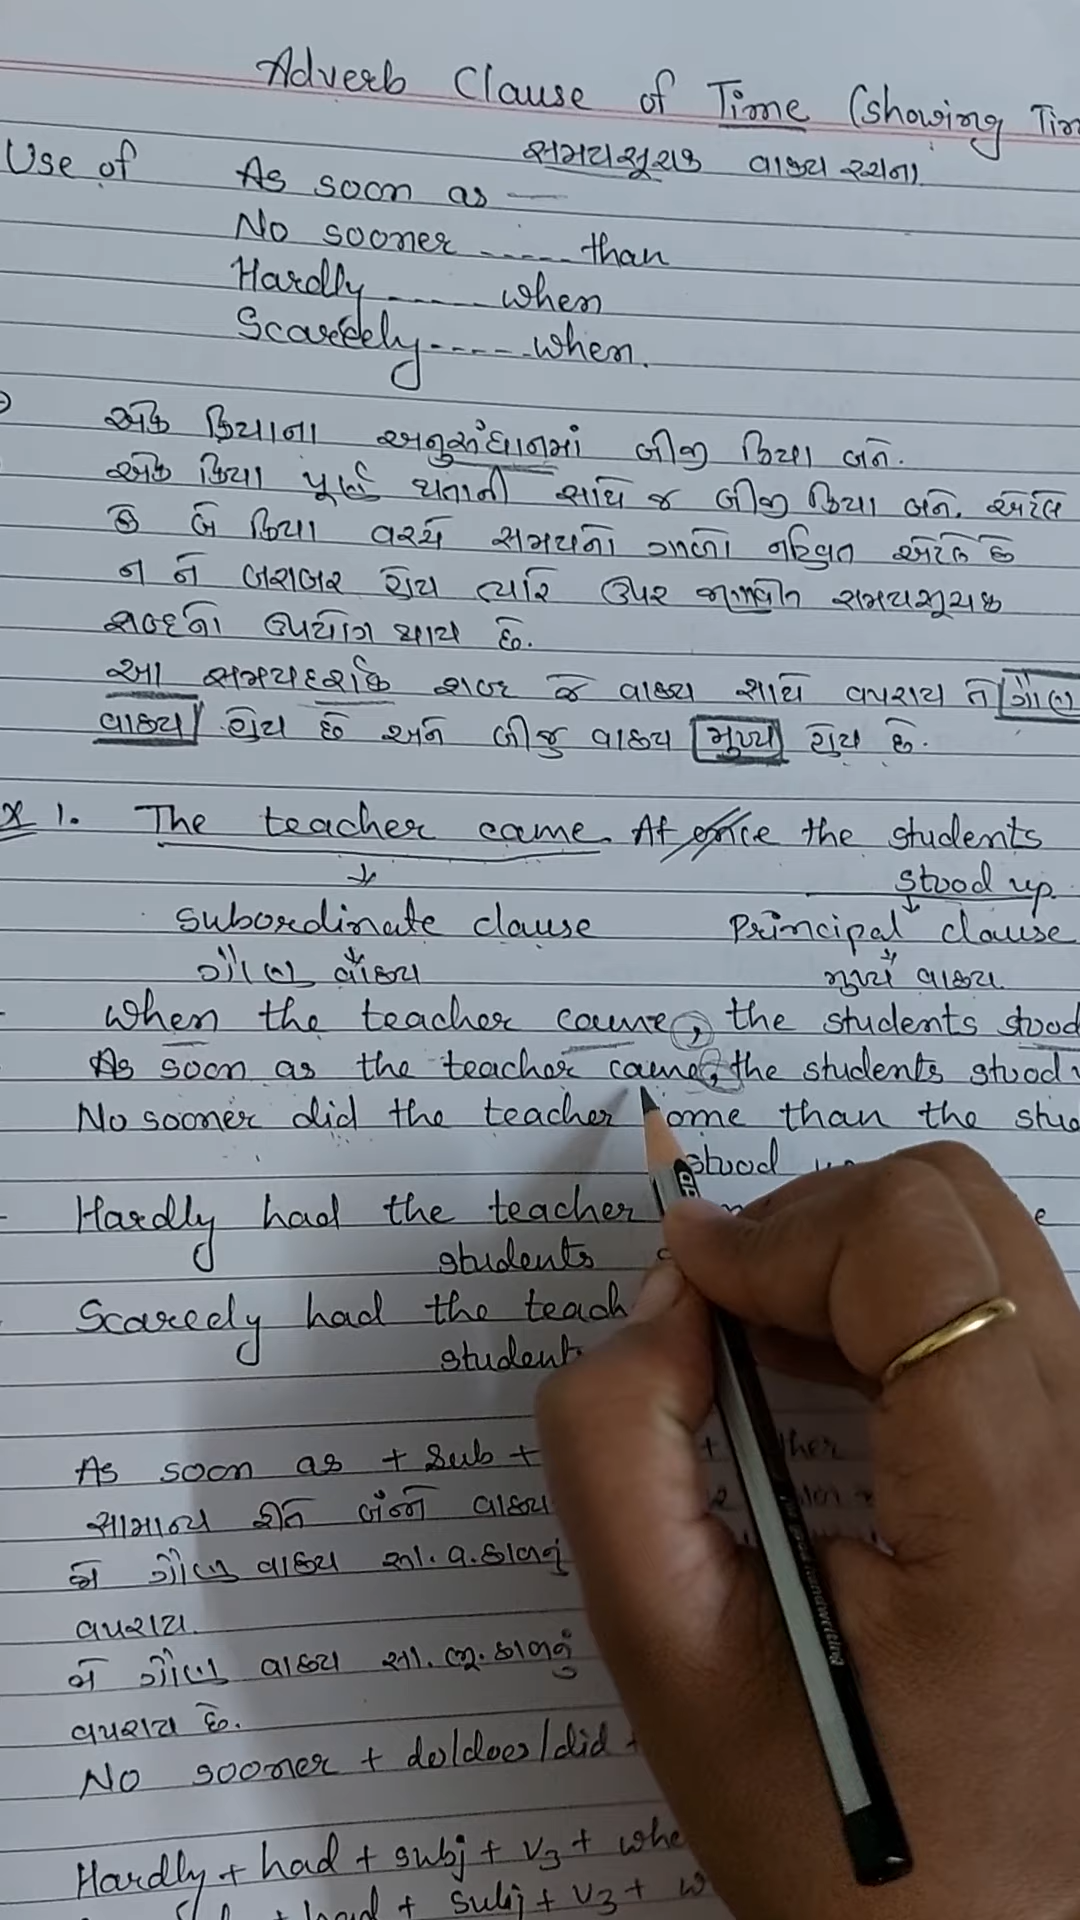 Adverb Clause of Time (showing Tim
સમયસૂચક વાક્ય રચના
Use of As soon as —
No sooner ...... than
Hardly ..... when
Scarcely ..... when.
એક ક્રિયાના અનુસંધાનમાં બીજી ક્રિયા બને.
એક ક્રિયા પૂર્ણ થતાની સાથે જ બીજી ક્રિયા બને. એટલે
કે બે ક્રિયા વચ્ચે સમયનો ગાળો નહિવત એટલે કે
ન ને બરાબર હોય ત્યારે ઉપર મુજબ સમયસૂચક
શબ્દનો ઉપયોગ થાય છે.
આ સમયદર્શક શબ્દ જે વાક્ય સાથે વપરાય તે ગૌણ
વાક્ય હોય છે અને બીજુ વાક્ય મુખ્ય હોય છે.
Ex 1. The teacher came. At once the students
stood up.
Subordinate clause Principal clause
ગૌણ વાક્ય મુખ્ય વાક્ય
When the teacher came, the students stood
As soon as the teacher came, the students stood
No sooner did the teacher ome than the stu
stood
Hardly had the teacher
students
Scarcely had the teach
student
As soon as + Sub +
સામાન્ય રીતે બંને વાક્ય
જો ગૌણ વાક્ય સા. વ. કાળનું
વપરાય.
જો ગૌણ વાક્ય સા. ભૂ. કાળનું
વપરાય છે.
No sooner + do/does/did +
Hardly + had + subj + V3 + whe
had + subj + V3 + w